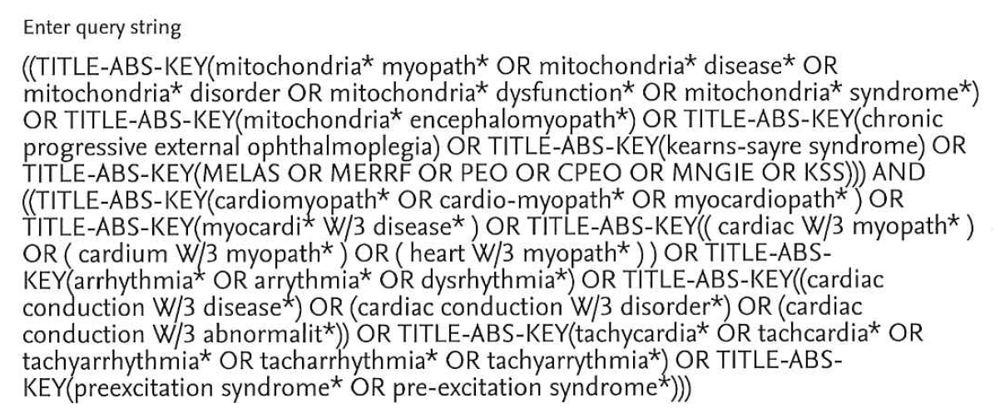 Enter query string
((TITLE-ABS-KEY(mitochondria* myopath* OR mitochondria* disease* OR
mitochondria* disorder OR mitochondria* dysfunction* OR mitochondria* syndrome*)
OR TITLE-ABS-KEY(mitochondria* encephalomyopath*) OR TITLE-ABS-KEY(chronic
progressive external ophthalmoplegia) OR TITLE-ABS-KEY(kearns-sayre syndrome) OR
TITLE-ABS-KEY(MELAS OR MERRF OR PEO OR CPEO OR MNGIE OR KSS))) AND
((TITLE-ABS-KEY(cardiomyopath* OR cardio-myopath* OR myocardiopath* ) OR
TITLE-ABS-KEY(myocardi* W/3 disease* ) OR TITLE-ABS-KEY(( cardiac W/3 myopath* )
OR ( cardium W/3 myopath* ) OR ( heart W/3 myopath* ) ) OR TITLE-ABS-
KEY(arrhythmia* OR arrythmia* OR dysrhythmia*) OR TITLE-ABS-KEY((cardiac
conduction W/3 disease*) OR (cardiac conduction W/3 disorder*) OR (cardiac
conduction W/3 abnormalit*)) OR TITLE-ABS-KEY(tachycardia* OR tachcardia* OR
tachyarrhythmia* OR tacharrhythmia* OR tachyarrythmia*) OR TITLE-ABS-
KEY(preexcitation syndrome* OR pre-excitation syndrome*)))